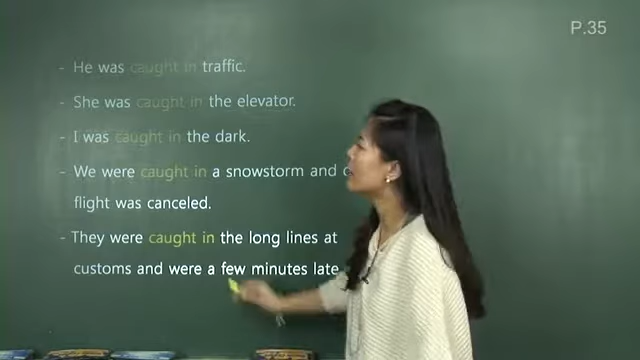 P.35
- He was caught in traffic.
- She was caught in the elevator.
- I was caught in the dark.
- We were caught in a snowstorm and
flight was canceled.
- They were caught in the long lines at
customs and were a few minutes late